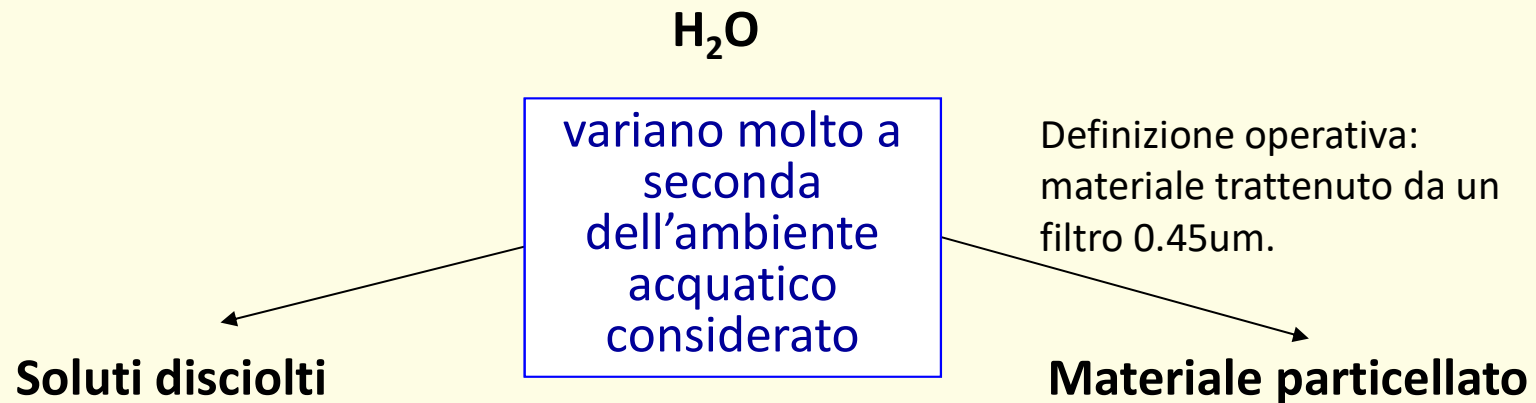 H₂O
variano molto a
seconda
dell’ambiente
acquatico
considerato
Definizione operativa:
materiale trattenuto da un
filtro 0.45um.
Soluti disciolti
Materiale particellato